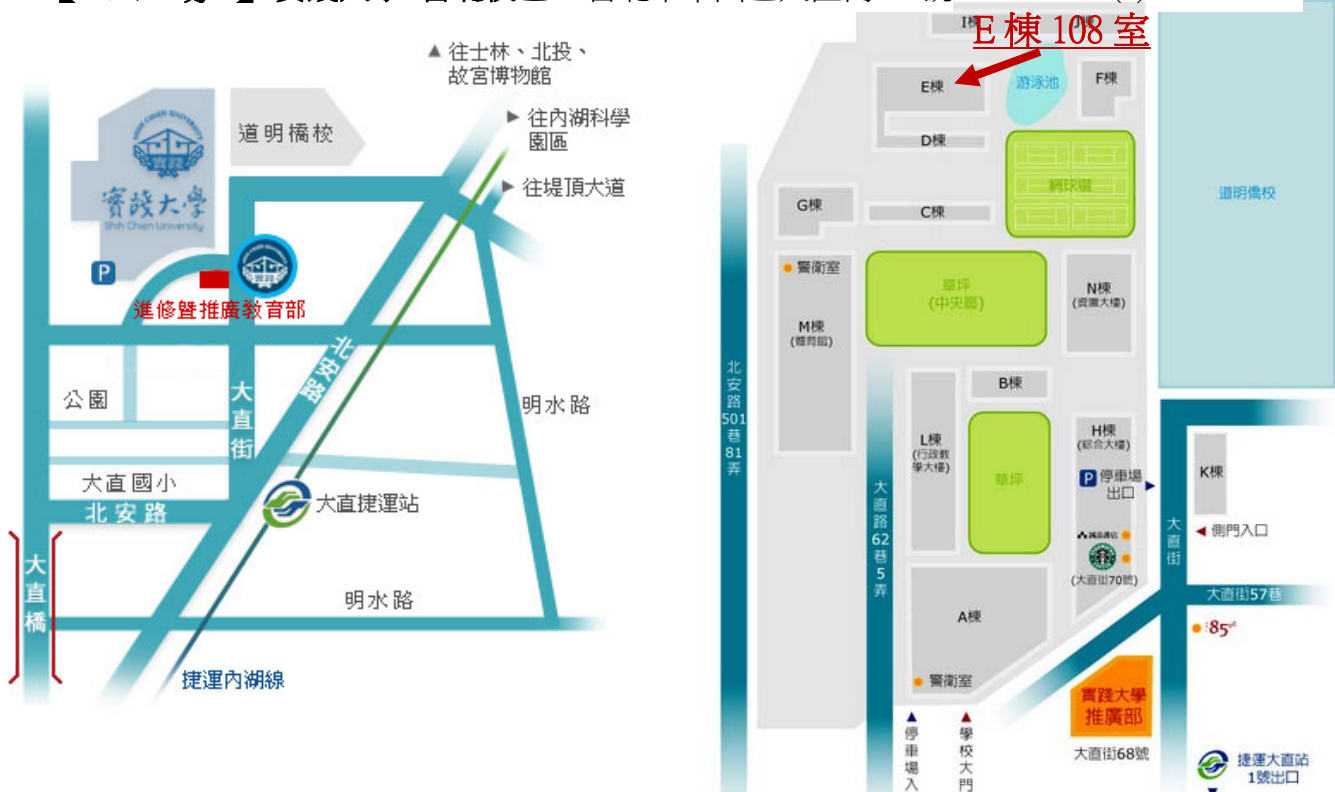 I棟
E 棟 108 室
▲ 往士林、北投、
故宮博物館
▶ 往內湖科學
園區
▶ 往堤頂大道
道明僑校
SHIH CHIEN UNIVERSITY
實踐
實踐大學
Shih Chien University
P
進修暨推廣教育部
北安路
公園
大直街
明水路
大直國小
北安路
大直捷運站
大直橋
明水路
捷運內湖線
E棟
游泳池
F棟
D棟
網球場
道明僑校
G棟
C棟
警衛室
草坪
(中央區)
N棟
(資圖大樓)
M棟
(體育館)
北安路501巷81弄
B棟
L棟
(行政教
學大樓)
草坪
H棟
(綜合大樓)
P 停車場
出口 ▶
K棟
大直路62巷5弄
誠品書店
大直街
◀ 側門入口
(大直街70號)
大直街57巷
A棟
85
警衛室
實踐大學
推廣部
▲ 停車場入
▲ 學校大門
大直街68號
捷運大直站
1號出口